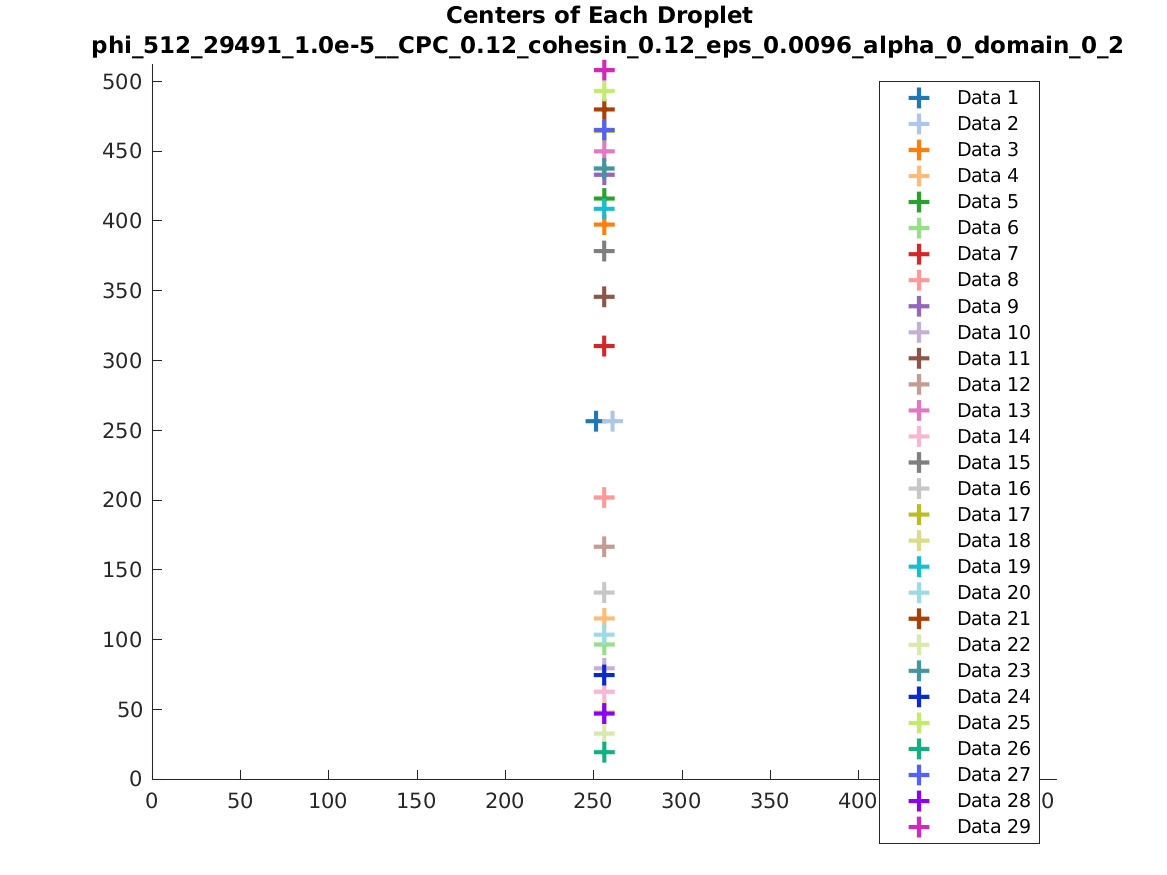 Centers of Each Droplet
phi_512_29491_1.0e-5__CPC_0.12_cohesin_0.12_eps_0.0096_alpha_0_domain_0_2
500
450
400
350
300
250
200
150
100
50
0
0 50 100 150 200 250 300 350 400 0
Data 1
Data 2
Data 3
Data 4
Data 5
Data 6
Data 7
Data 8
Data 9
Data 10
Data 11
Data 12
Data 13
Data 14
Data 15
Data 16
Data 17
Data 18
Data 19
Data 20
Data 21
Data 22
Data 23
Data 24
Data 25
Data 26
Data 27
Data 28
Data 29